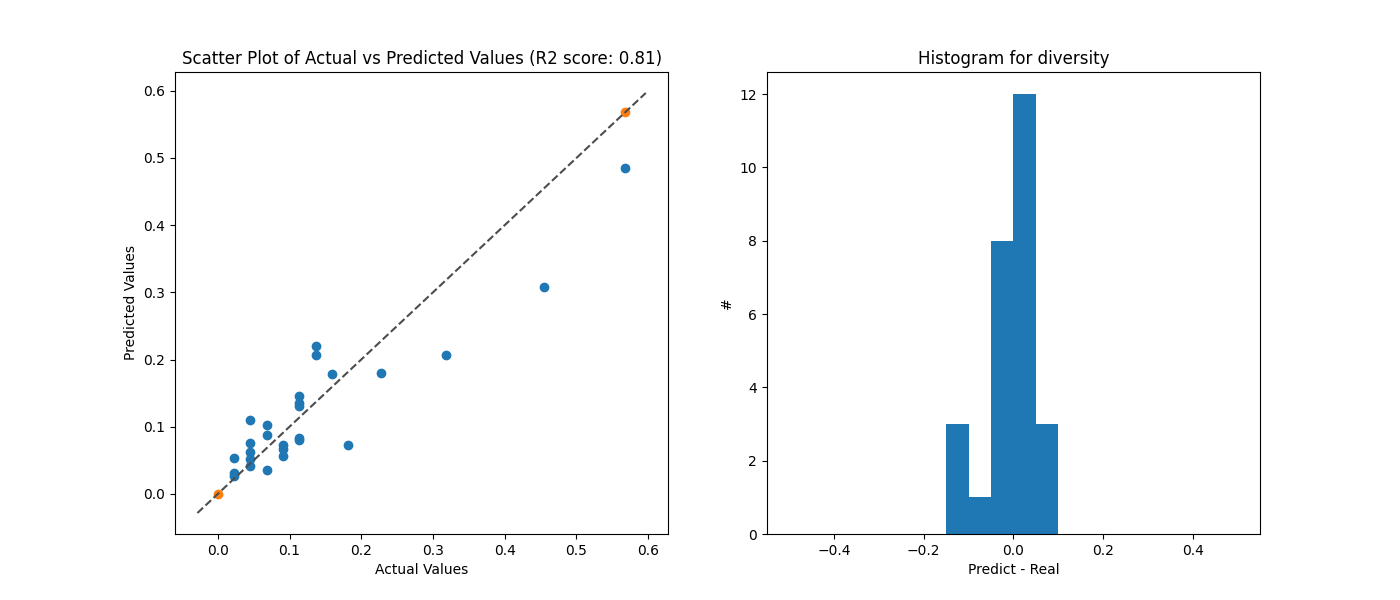 Scatter Plot of Actual vs Predicted Values (R2 score: 0.81)
0.6
0.5
0.4
0.3
0.2
0.1
0.0
Predicted Values
0.0 0.1 0.2 0.3 0.4 0.5 0.6
Actual Values
Histogram for diversity
12
10
8
6
4
2
0
#
−0.4 −0.2 0.0 0.2 0.4
Predict - Real